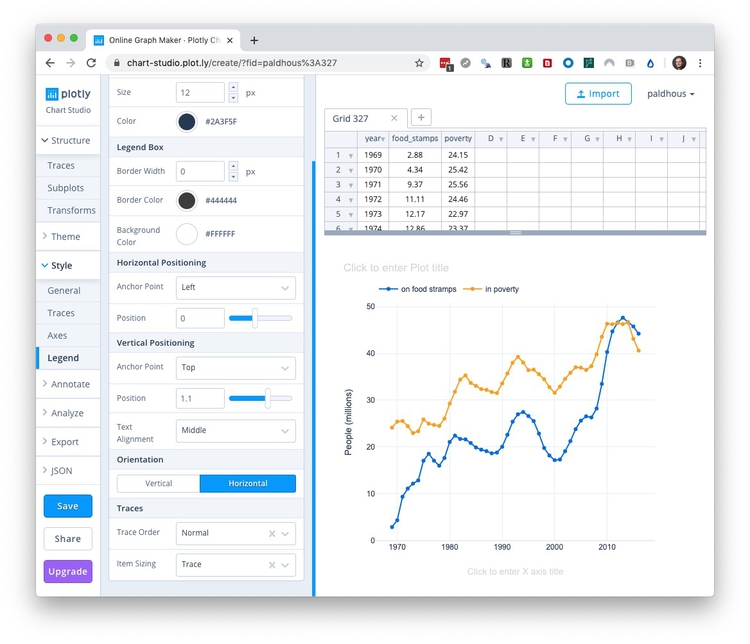 Online Graph Maker · Plotly Ch
chart-studio.plot.ly/create/?fid=paldhous%3A327
1
plotly
Chart Studio
Structure
Traces
Subplots
Transforms
Theme
Style
General
Traces
Axes
Legend
Annotate
Analyze
Export
JSON
Save
Share
Upgrade
Size 12 px
Color #2A3F5F
Legend Box
Border Width 0 px
Border Color #444444
Background Color #FFFFFF
Horizontal Positioning
Anchor Point Left
Position 0
Vertical Positioning
Anchor Point Top
Position 1.1
Text Alignment Middle
Orientation
Vertical Horizontal
Traces
Trace Order Normal
Item Sizing Trace
Import paldhous
Grid 327
year food_stamps poverty D E F G H I J
1 1969 2.88 24.15
2 1970 4.34 25.42
3 1971 9.37 25.56
4 1972 11.11 24.46
5 1973 12.17 22.97
6 1974 12.86 23.37
Click to enter Plot title
on food stramps in poverty
50
40
30
20
10
0
People (millions)
1970 1980 1990 2000 2010
Click to enter X axis title